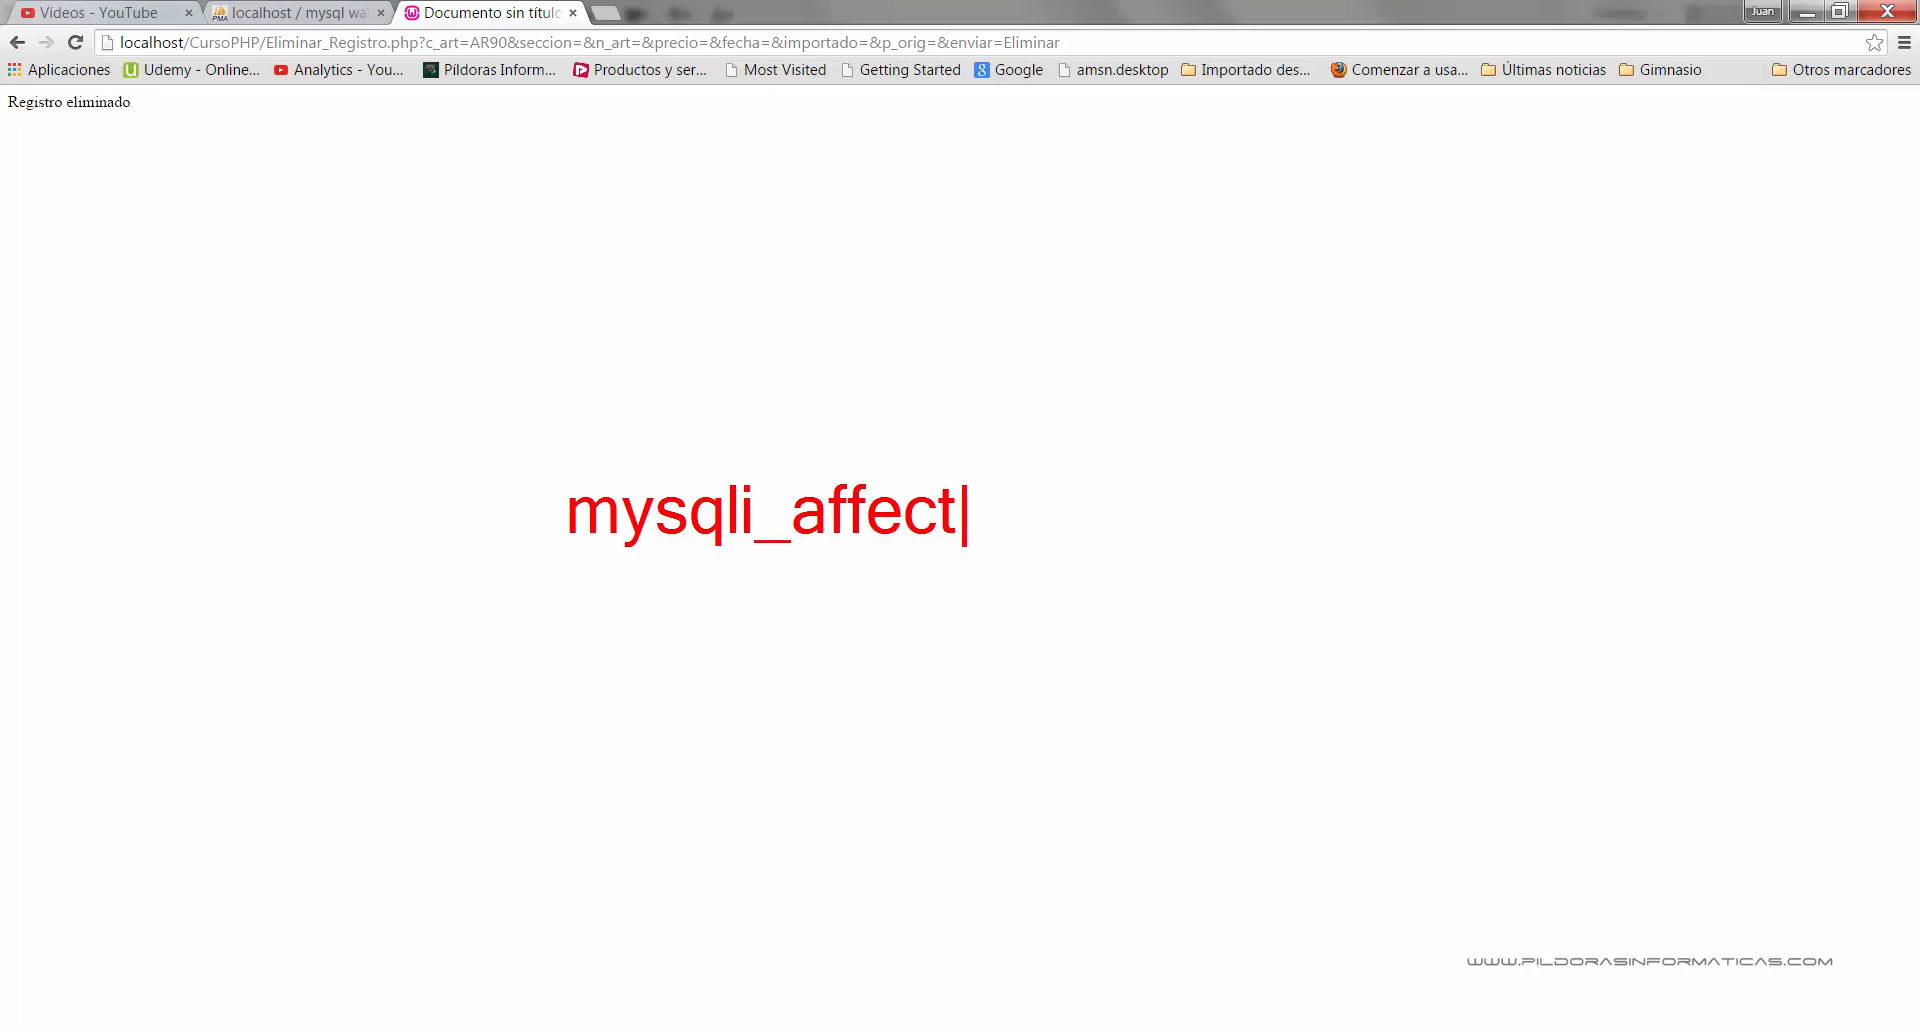 Vídeos - YouTube
localhost / mysql wa
Documento sin títul
Juan
localhost/CursoPHP/Eliminar_Registro.php?c_art=AR90&seccion=&n_art=&precio=&fecha=&importado=&p_orig=&enviar=Eliminar
Aplicaciones
Udemy - Online...
Analytics - You...
Píldoras Inform...
Productos y ser...
Most Visited
Getting Started
Google
amsn.desktop
Importado des...
Comenzar a usa...
Últimas noticias
Gimnasio
Otros marcadores
Registro eliminado
mysqli_affect
WWW.PILDORASINFORMATICAS.COM